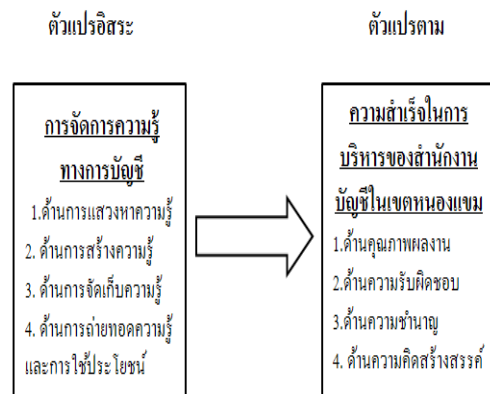 ตัวแปรอิสระ
ตัวแปรตาม
การจัดการความรู้
ทางการบัญชี
1.ด้านการแสวงหาความรู้
2. ด้านการสร้างความรู้
3. ด้านการจัดเก็บความรู้
4. ด้านการถ่ายทอดความรู้
และการใช้ประโยชน์
ความสำเร็จในการ
บริหารของสำนักงาน
บัญชีในเขตหนองแขม
1.ด้านคุณภาพผลงาน
2.ด้านความรับผิดชอบ
3.ด้านความชำนาญ
4. ด้านความคิดสร้างสรรค์